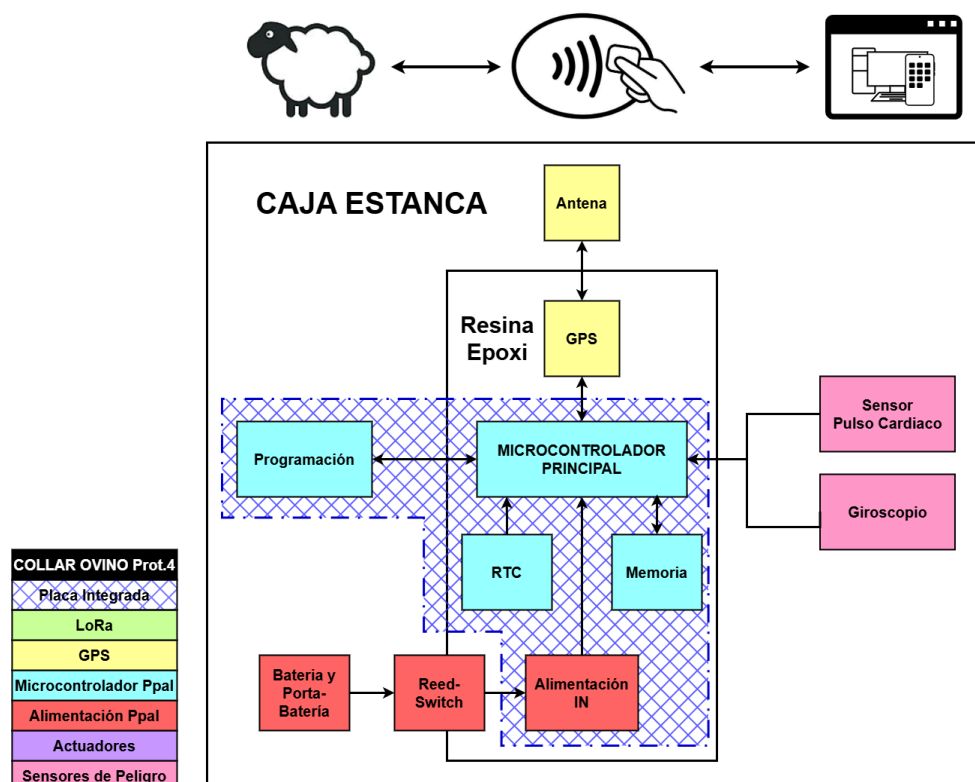 CAJA ESTANCA
Antena
Resina
Epoxi
GPS
Sensor
Pulso Cardiaco
Programación
MICROCONTROLADOR
PRINCIPAL
Giroscopio
RTC
Memoria
Bateria y
Porta-
Batería
Reed-
Switch
Alimentación
IN
COLLAR OVINO Prot.4
Placa Integrada
LoRa
GPS
Microcontrolador Ppal
Alimentación Ppal
Actuadores
Sensores de Peligro